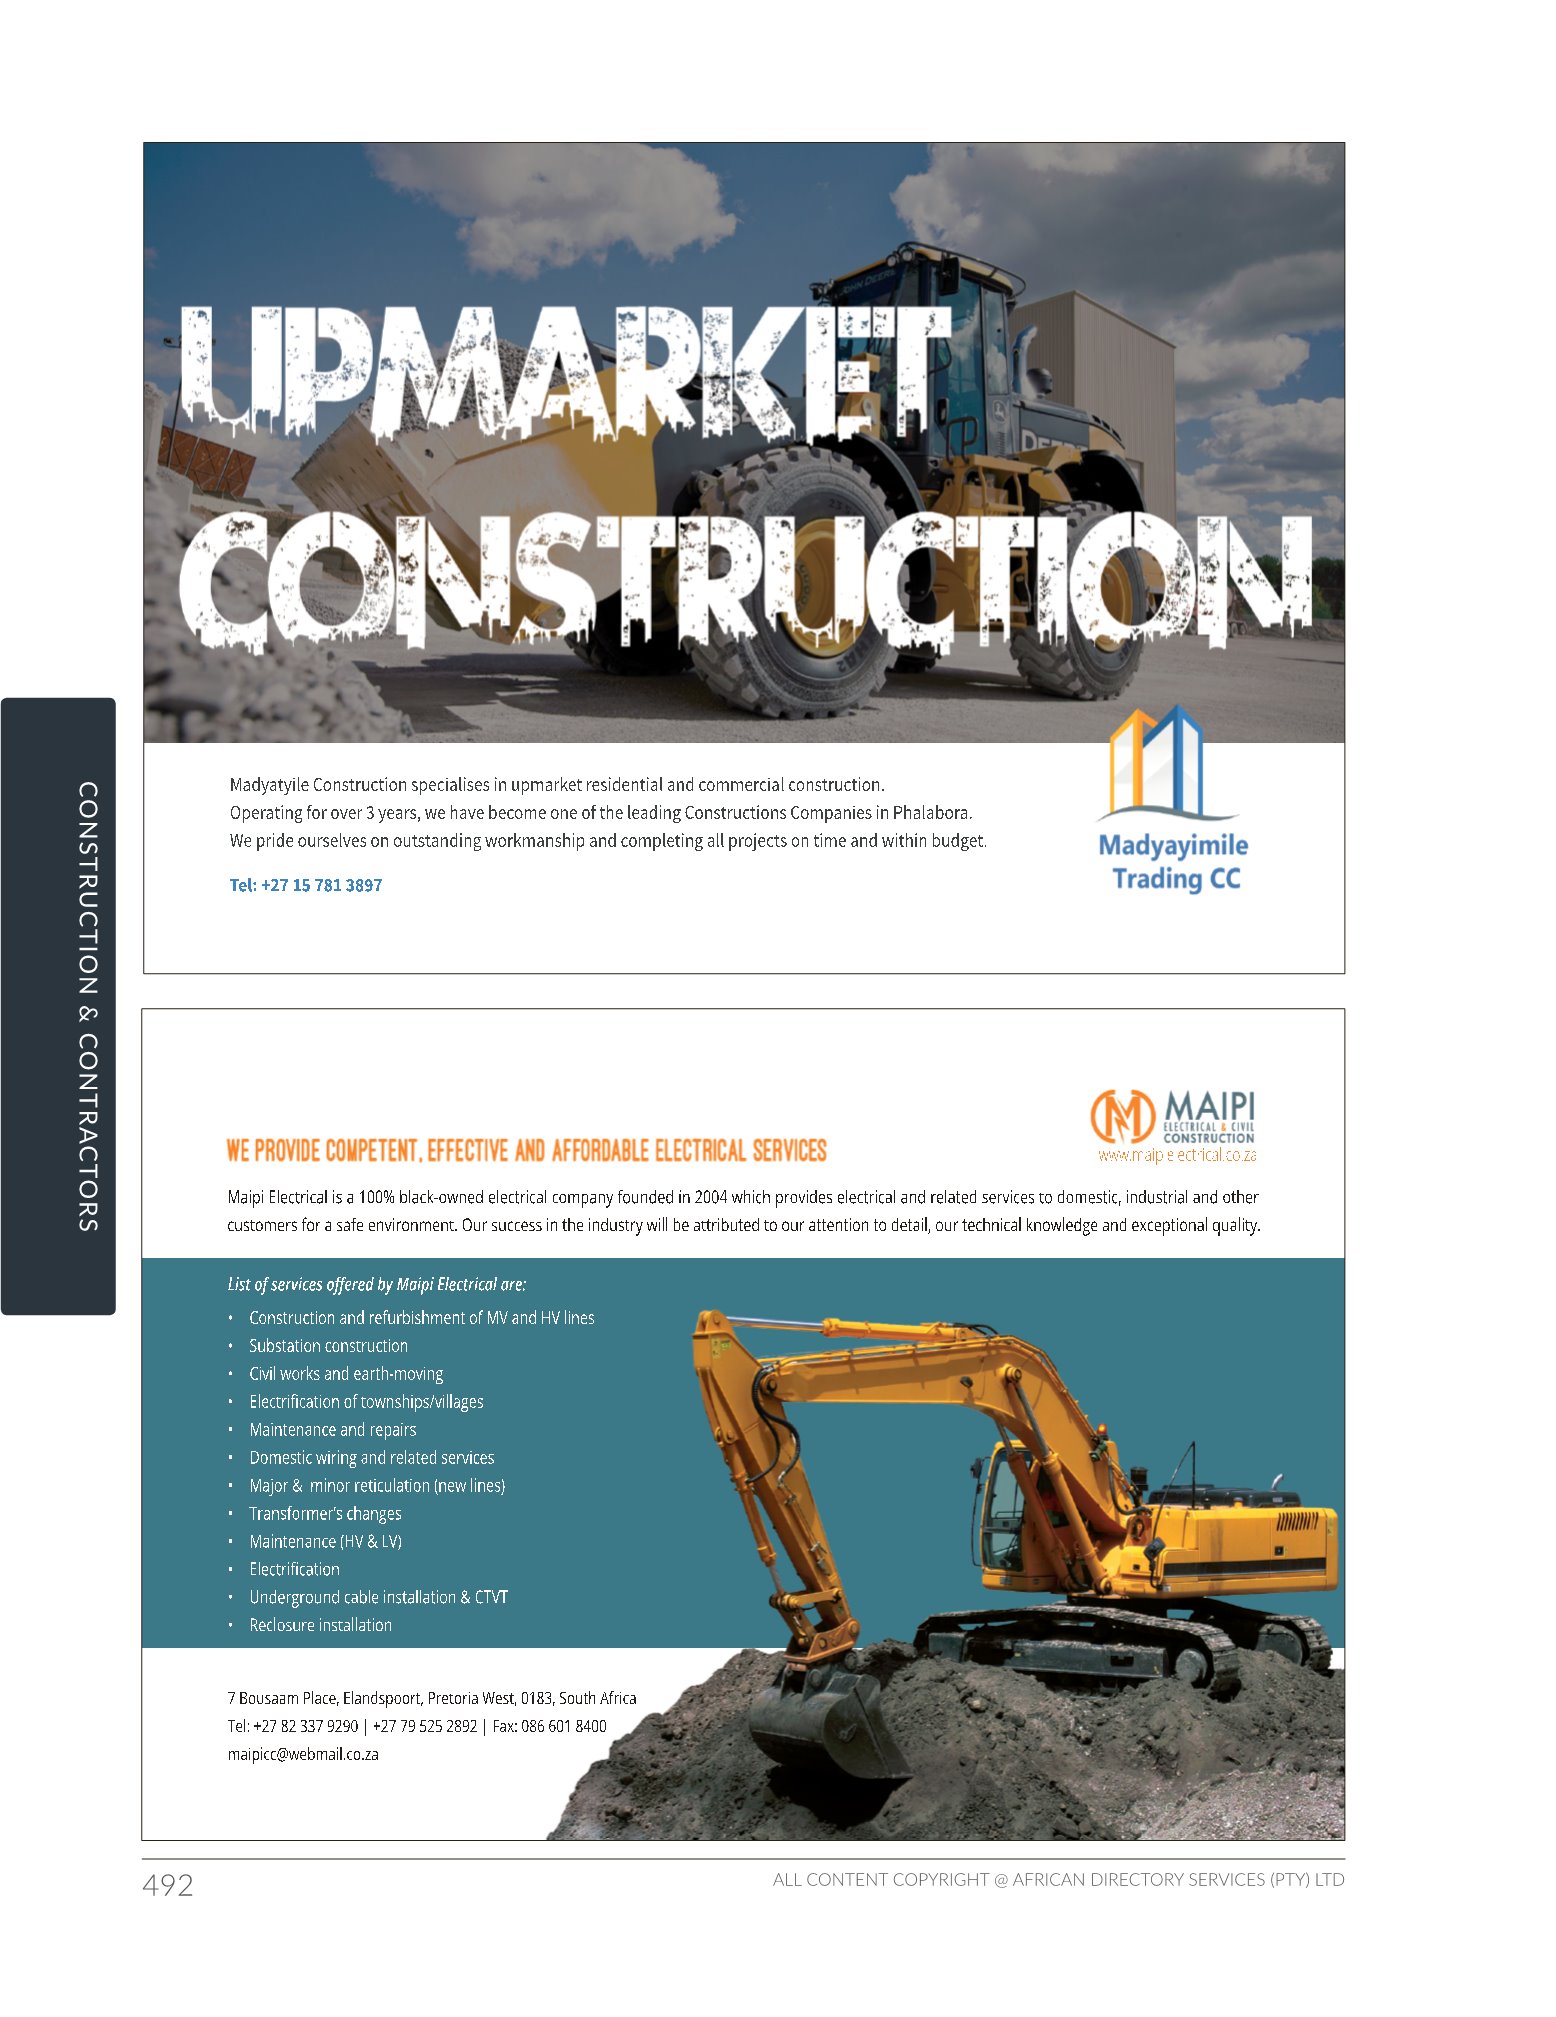 UPMARKET
CONSTRUCTION
JOHN DEERE
DEERE
Madyatyile Construction specialises in upmarket residential and commercial construction.
Operating for over 3 years, we have become one of the leading Constructions Companies in Phalabora.
We pride ourselves on outstanding workmanship and completing all projects on time and within budget.
Tel: +27 15 781 3897
Madyayimile
Trading CC
CONSTRUCTION & CONTRACTORS
MAIPI
ELECTRICAL & CIVIL
CONSTRUCTION
www.maipielectrical.co.za
WE PROVIDE COMPETENT, EFFECTIVE AND AFFORDABLE ELECTRICAL SERVICES
Maipi Electrical is a 100% black-owned electrical company founded in 2004 which provides electrical and related services to domestic, industrial and other
customers for a safe environment. Our success in the industry will be attributed to our attention to detail, our technical knowledge and exceptional quality.
List of services offered by Maipi Electrical are:
• Construction and refurbishment of MV and HV lines
• Substation construction
• Civil works and earth-moving
• Electrification of townships/villages
• Maintenance and repairs
• Domestic wiring and related services
• Major & minor reticulation (new lines)
• Transformer's changes
• Maintenance (HV & LV)
• Electrification
• Underground cable installation & CTVT
• Reclosure installation
7 Bousaam Place, Elandspoort, Pretoria West, 0183, South Africa
Tel: +27 82 337 9290 | +27 79 525 2892 | Fax: 086 601 8400
maipicc@webmail.co.za
492
ALL CONTENT COPYRIGHT @ AFRICAN DIRECTORY SERVICES (PTY) LTD